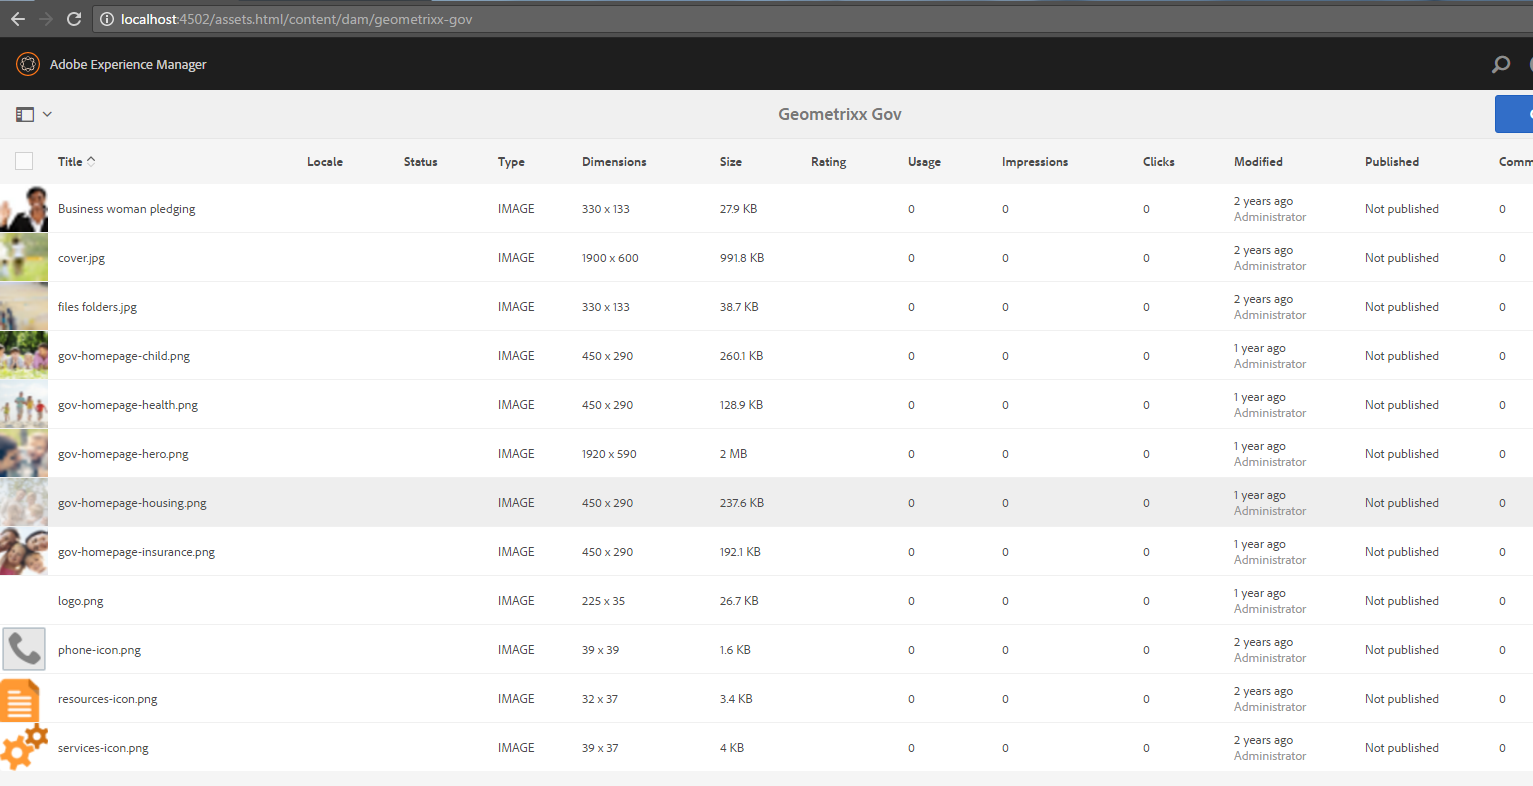 localhost:4502/assets.html/content/dam/geometrixx-gov
Adobe Experience Manager
Geometrixx Gov
Title Locale Status Type Dimensions Size Rating Usage Impressions Clicks Modified Published Comm
Business woman pledging IMAGE 330 x 133 27.9 KB 0 0 0 2 years ago Administrator Not published 0
cover.jpg IMAGE 1900 x 600 991.8 KB 0 0 0 2 years ago Administrator Not published 0
files folders.jpg IMAGE 330 x 133 38.7 KB 0 0 0 2 years ago Administrator Not published 0
gov-homepage-child.png IMAGE 450 x 290 260.1 KB 0 0 0 1 year ago Administrator Not published 0
gov-homepage-health.png IMAGE 450 x 290 128.9 KB 0 0 0 1 year ago Administrator Not published 0
gov-homepage-hero.png IMAGE 1920 x 590 2 MB 0 0 0 1 year ago Administrator Not published 0
gov-homepage-housing.png IMAGE 450 x 290 237.6 KB 0 0 0 1 year ago Administrator Not published 0
gov-homepage-insurance.png IMAGE 450 x 290 192.1 KB 0 0 0 1 year ago Administrator Not published 0
logo.png IMAGE 225 x 35 26.7 KB 0 0 0 1 year ago Administrator Not published 0
phone-icon.png IMAGE 39 x 39 1.6 KB 0 0 0 2 years ago Administrator Not published 0
resources-icon.png IMAGE 32 x 37 3.4 KB 0 0 0 2 years ago Administrator Not published 0
services-icon.png IMAGE 39 x 37 4 KB 0 0 0 2 years ago Administrator Not published 0